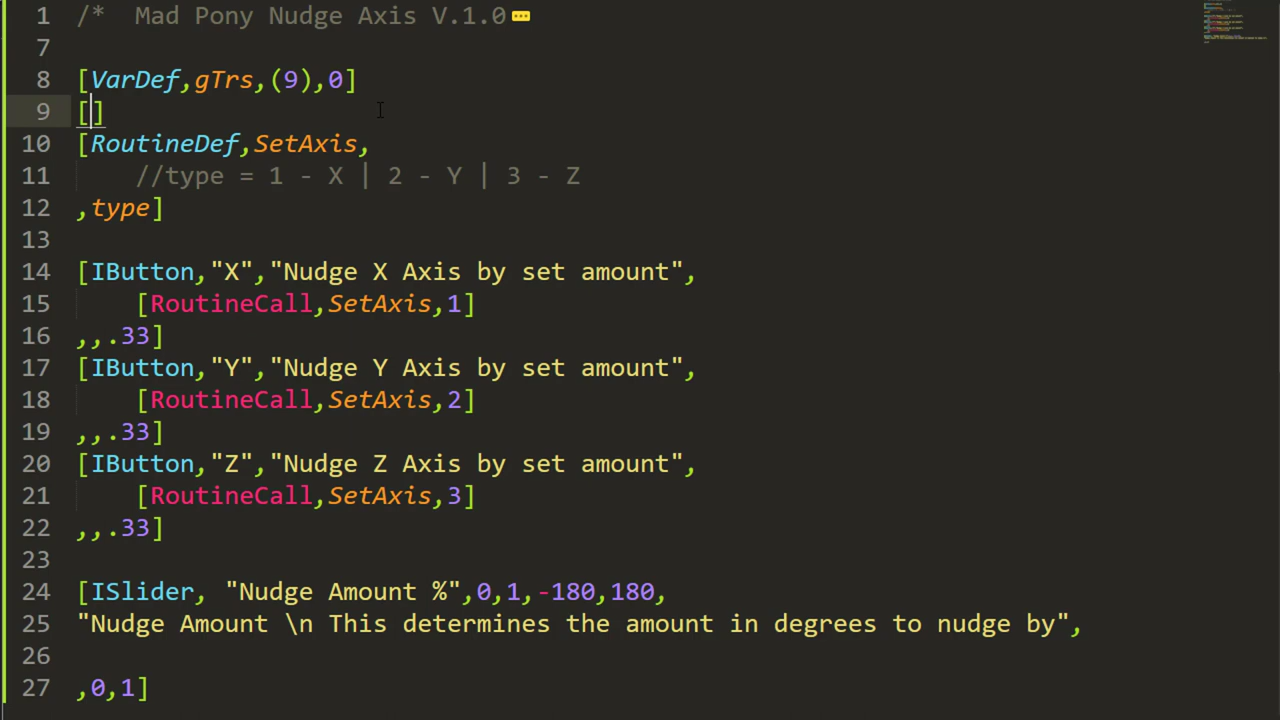 1 /*  Mad Pony Nudge Axis V.1.0
7
8 [VarDef,gTrs,(9),0]
9 []
10 [RoutineDef,SetAxis,
11     //type = 1 - X | 2 - Y | 3 - Z
12 ,type]
13
14 [IButton,"X","Nudge X Axis by set amount",
15     [RoutineCall,SetAxis,1]
16 ,,.33]
17 [IButton,"Y","Nudge Y Axis by set amount",
18     [RoutineCall,SetAxis,2]
19 ,,.33]
20 [IButton,"Z","Nudge Z Axis by set amount",
21     [RoutineCall,SetAxis,3]
22 ,,.33]
23
24 [ISlider, "Nudge Amount %",0,1,-180,180,
25 "Nudge Amount \n This determines the amount in degrees to nudge by",
26
27 ,0,1]